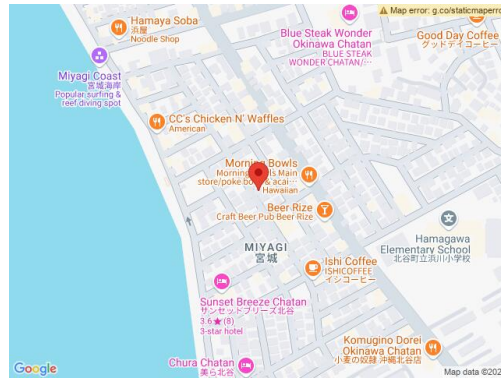 Map error: g.co/staticmaperro
Hamaya Soba
浜屋
Noodle Shop
Blue Steak Wonder
Okinawa Chatan
BLUE STEAK
WONDER CHATAN/…
Good Day Coffee
グッドデイコーヒー
Miyagi Coast
宮城海岸
Popular surfing &
reef diving spot
CC's Chicken N' Waffles
American
Morning Bowls
Morning Bowls Main
store/poke bowl & acai…
Hawaiian
Beer Rize
Craft Beer Pub Beer Rize
MIYAGI
宮城
Hamagawa
Elementary School
北谷町立浜川小学校
Ishi Coffee
ISHICOFFEE
イシコーヒー
Sunset Breeze Chatan
サンセットブリーズ北谷
3.6★(8)
3-star hotel
Komugino Dorei
Okinawa Chatan
小麦の奴隷 沖縄北谷店
Chura Chatan
美ら北谷
Google
Map data ©202